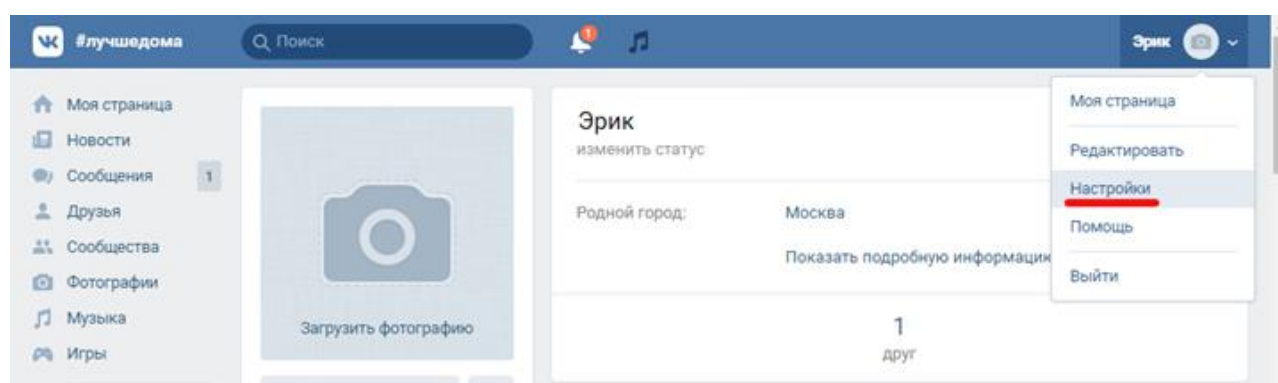 #лучшедома
Поиск
1
Эрик
Моя страница
Новости
Сообщения 1
Друзья
Сообщества
Фотографии
Музыка
Игры
Загрузить фотографию
Эрик
изменить статус
Родной город: Москва
Показать подробную информацию
1
друг
Моя страница
Редактировать
Настройки
Помощь
Выйти